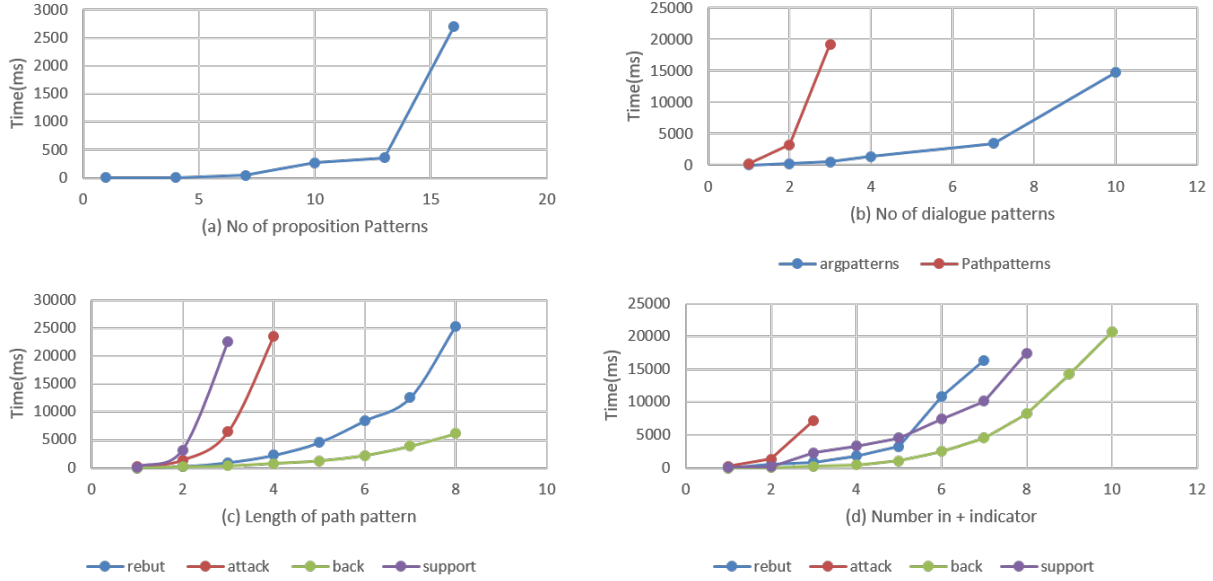 3000
2500
2000
1500
1000
500
0
Time(ms)
0 5 10 15 20
(a) No of proposition Patterns
25000
20000
15000
10000
5000
0
Time(ms)
0 2 4 6 8 10 12
(b) No of dialogue patterns
argpatterns Pathpatterns
30000
25000
20000
15000
10000
5000
0
Time(ms)
0 2 4 6 8 10
(c) Length of path pattern
rebut attack back support
25000
20000
15000
10000
5000
0
Time(ms)
0 2 4 6 8 10 12
(d) Number in + indicator
rebut attack back support